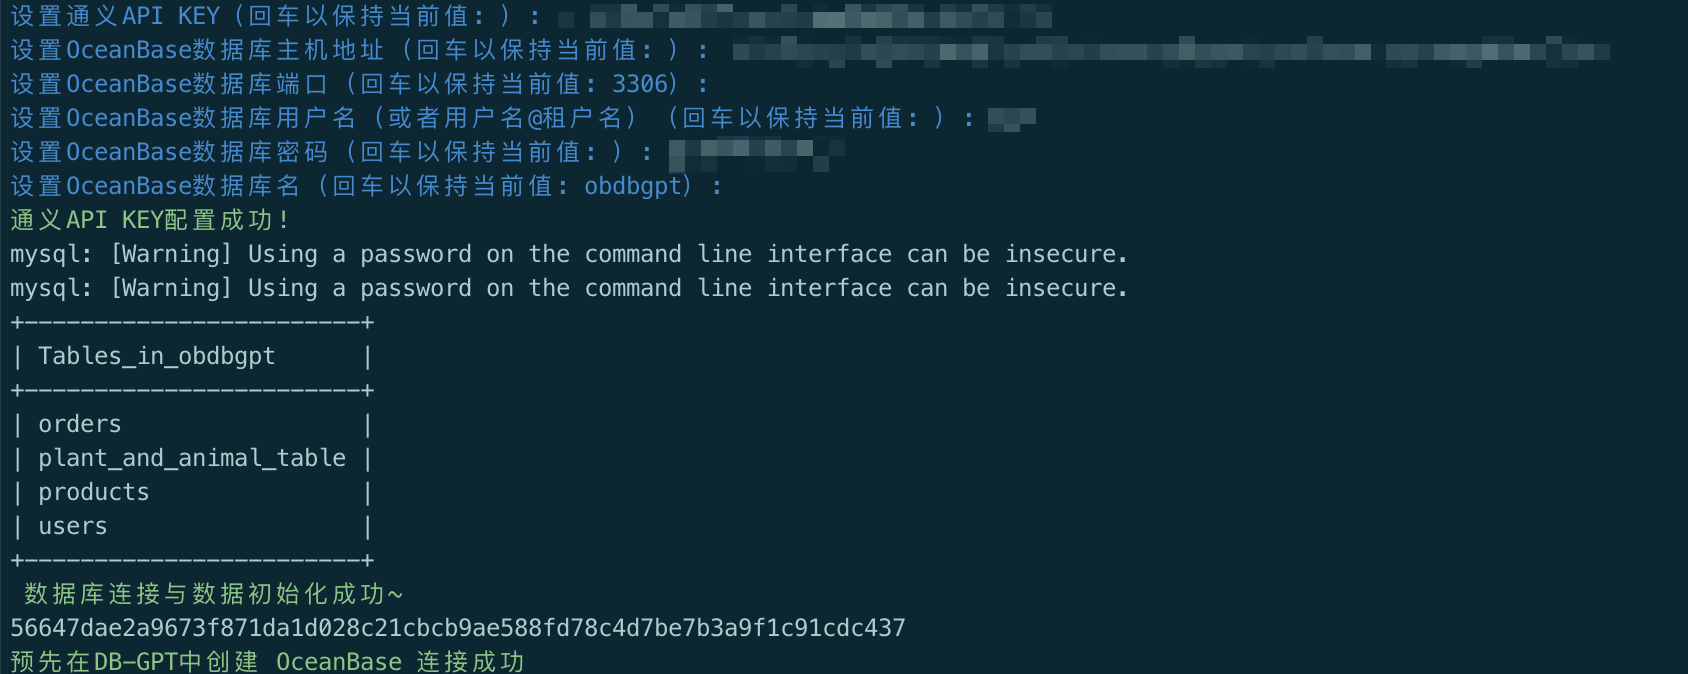 设置通义API KEY（回车以保持当前值：）：
设置OceanBase数据库主机地址（回车以保持当前值：）：
设置OceanBase数据库端口（回车以保持当前值：3306）：
设置OceanBase数据库用户名（或者用户名@租户名）（回车以保持当前值：）：
设置OceanBase数据库密码（回车以保持当前值：）：
设置OceanBase数据库名（回车以保持当前值：obdbgpt）：
通义API KEY配置成功！
mysql: [Warning] Using a password on the command line interface can be insecure.
mysql: [Warning] Using a password on the command line interface can be insecure.
+------------------------+
| Tables_in_obdbgpt      |
+------------------------+
| orders                 |
| plant_and_animal_table |
| products               |
| users                  |
+------------------------+
数据库连接与数据初始化成功~
56647dae2a9673f871da1d028c21cbcb9ae588fd78c4d7be7b3a9f1c91cdc437
预先在DB-GPT中创建 OceanBase 连接成功